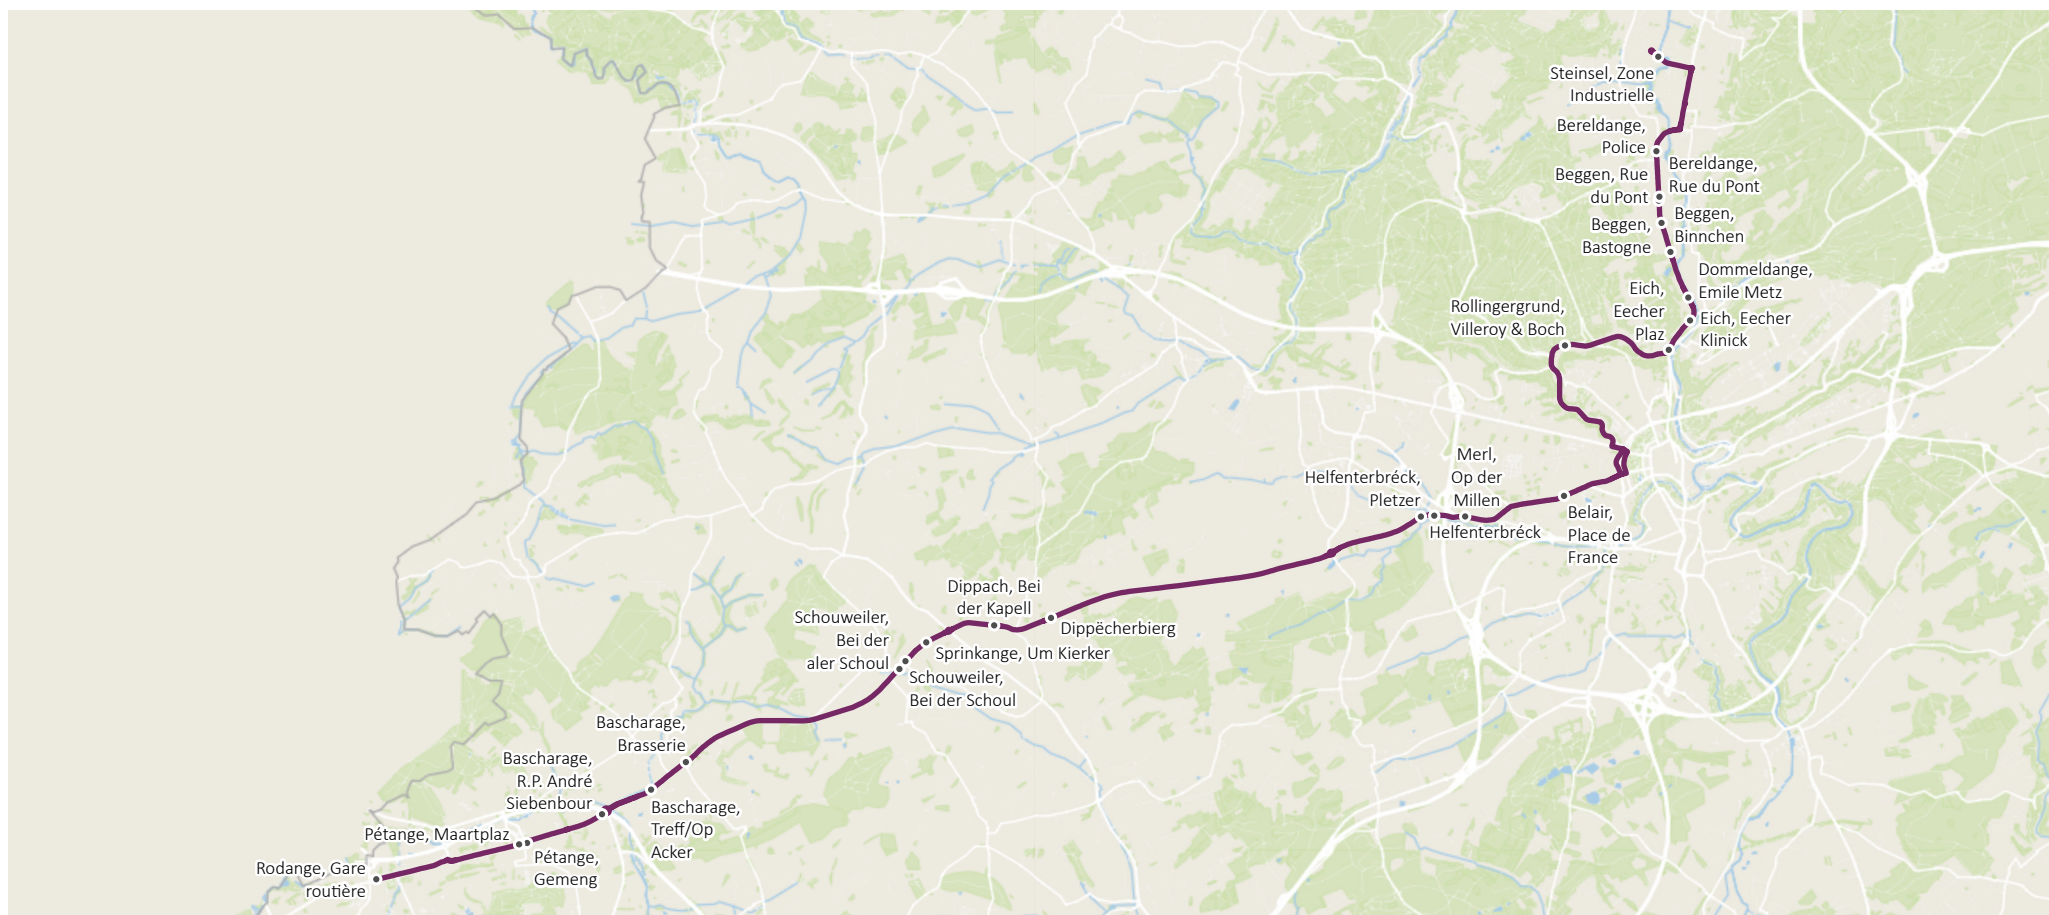 Steinsel, Zone
Industrielle
Bereldange,
Police
Bereldange,
Rue du Pont
Beggen, Rue
du Pont
Beggen,
Binnchen
Beggen,
Bastogne
Dommeldange,
Emile Metz
Eich,
Eecher
Plaz
Eich, Eecher
Klinick
Rollingergrund,
Villeroy & Boch
Merl,
Op der
Millen
Helfenterbréck,
Pletzer
Helfenterbréck
Belair,
Place de
France
Dippach, Bei
der Kapell
Dippëcherbierg
Schouweiler,
Bei der
aler Schoul
Sprinkange, Um Kierker
Schouweiler,
Bei der Schoul
Bascharage,
Brasserie
Bascharage,
R.P. André
Siebenbour
Bascharage,
Treff/Op
Acker
Pétange, Maartplaz
Pétange,
Gemeng
Rodange, Gare
routière